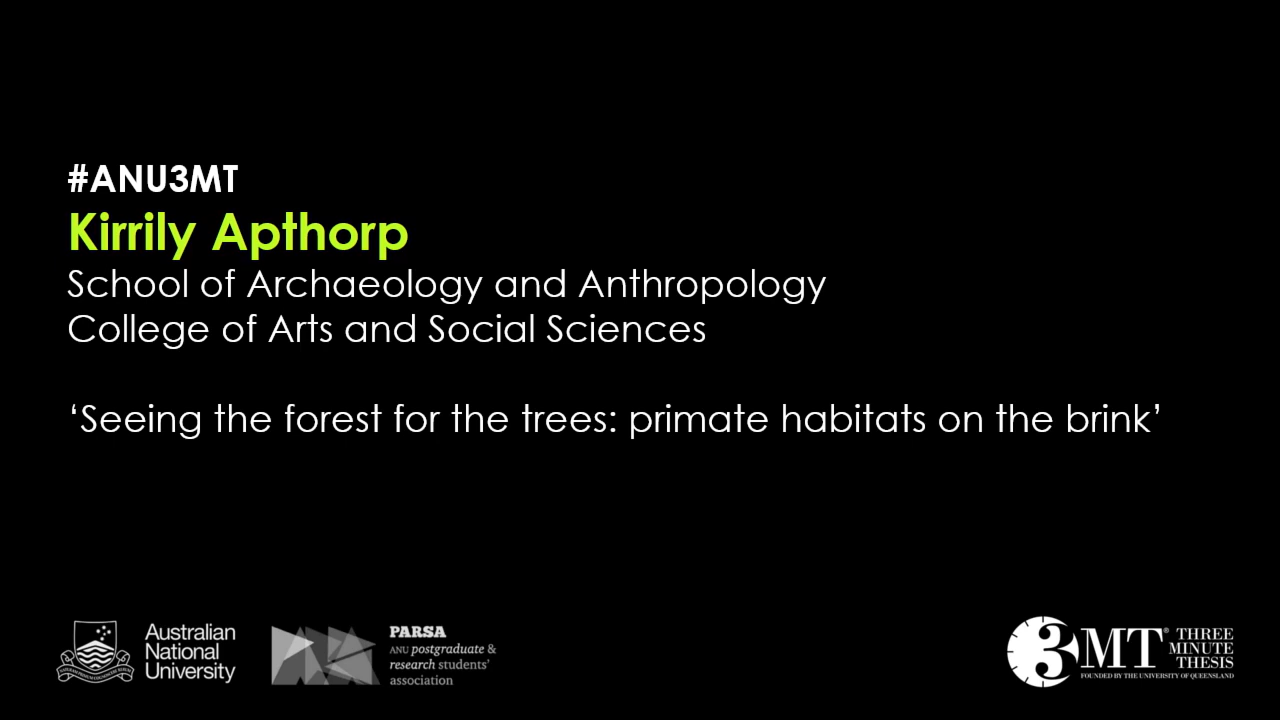 #ANU3MT
Kirrily Apthorp
School of Archaeology and Anthropology
College of Arts and Social Sciences
‘Seeing the forest for the trees: primate habitats on the brink’
Australian
National
University
PARSA
ANU postgraduate &
research students’
association
3MT® THREE
MINUTE
THESIS
FOUNDED BY THE UNIVERSITY OF QUEENSLAND